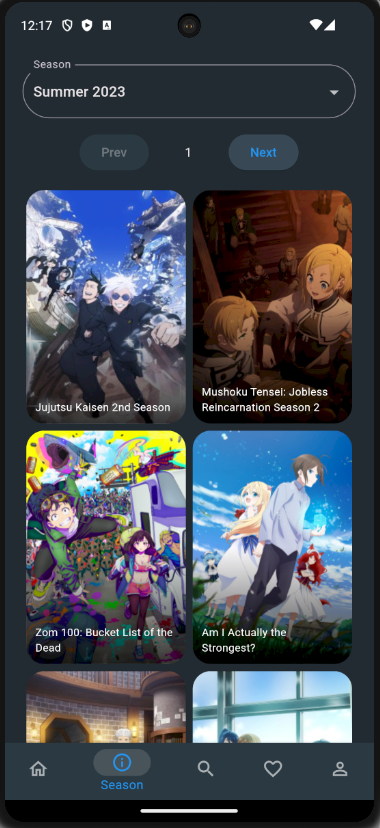 12:17
Season
Summer 2023
Prev
1
Next
Jujutsu Kaisen 2nd Season
Mushoku Tensei: Jobless
Reincarnation Season 2
Zom 100: Bucket List of the
Dead
Am I Actually the
Strongest?
Season